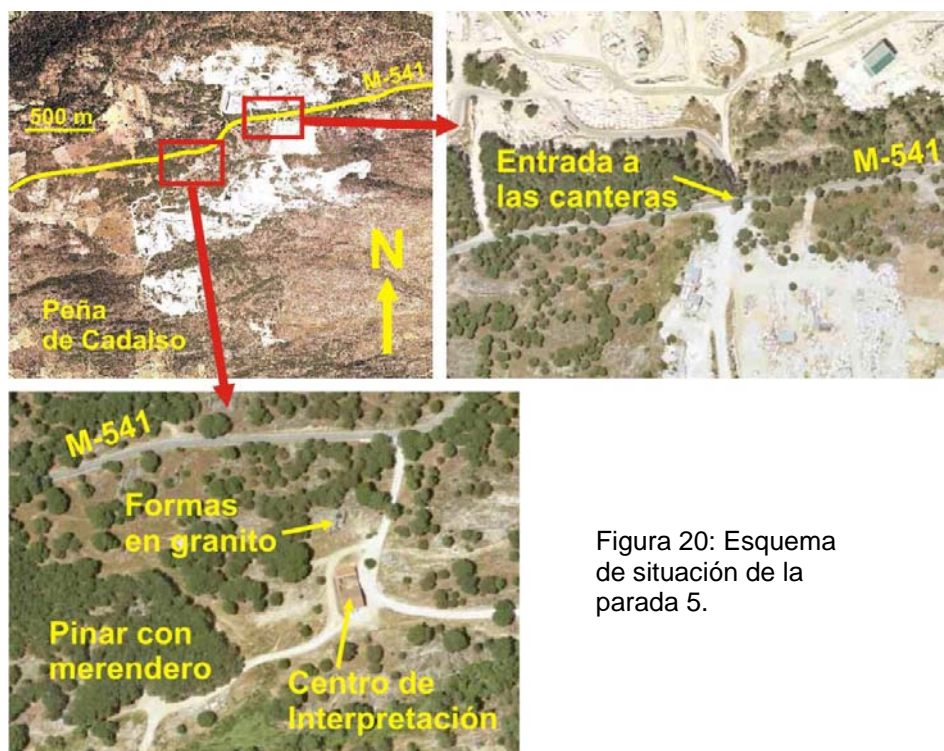 M-541
500 m
N
Peña
de Cadalso
Entrada a
las canteras
M-541
M-541
Formas
en granito
Pinar con
merendero
Centro de
Interpretación
Figura 20: Esquema
de situación de la
parada 5.